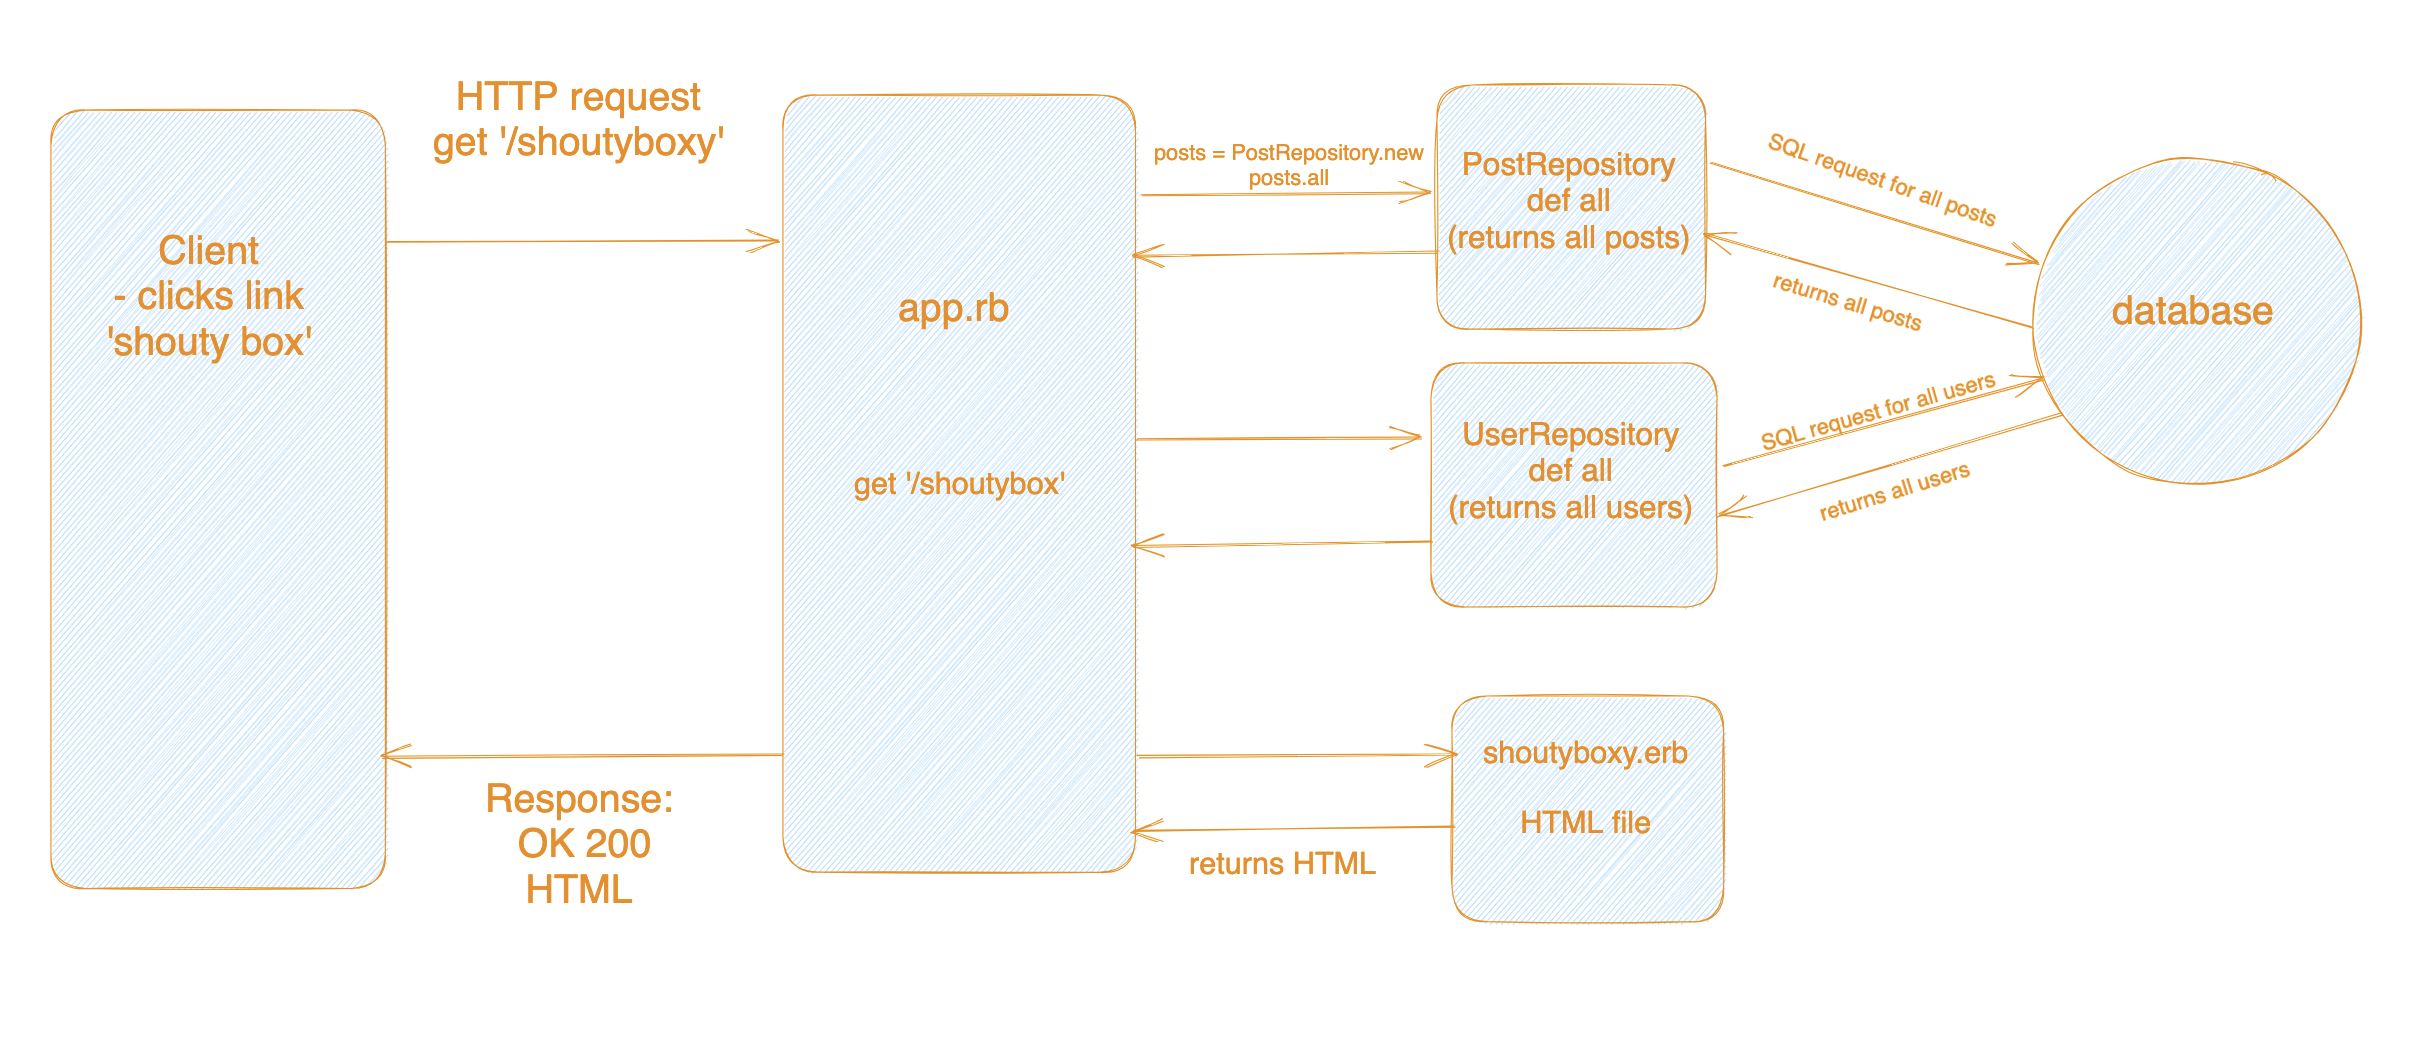 Client
- clicks link
'shouty box'
HTTP request
get '/shoutyboxy'
Response:
OK 200
HTML
app.rb
get '/shoutybox'
posts = PostRepository.new
posts.all
PostRepository
def all
(returns all posts)
SQL request for all posts
returns all posts
database
UserRepository
def all
(returns all users)
SQL request for all users
returns all users
shoutyboxy.erb
HTML file
returns HTML